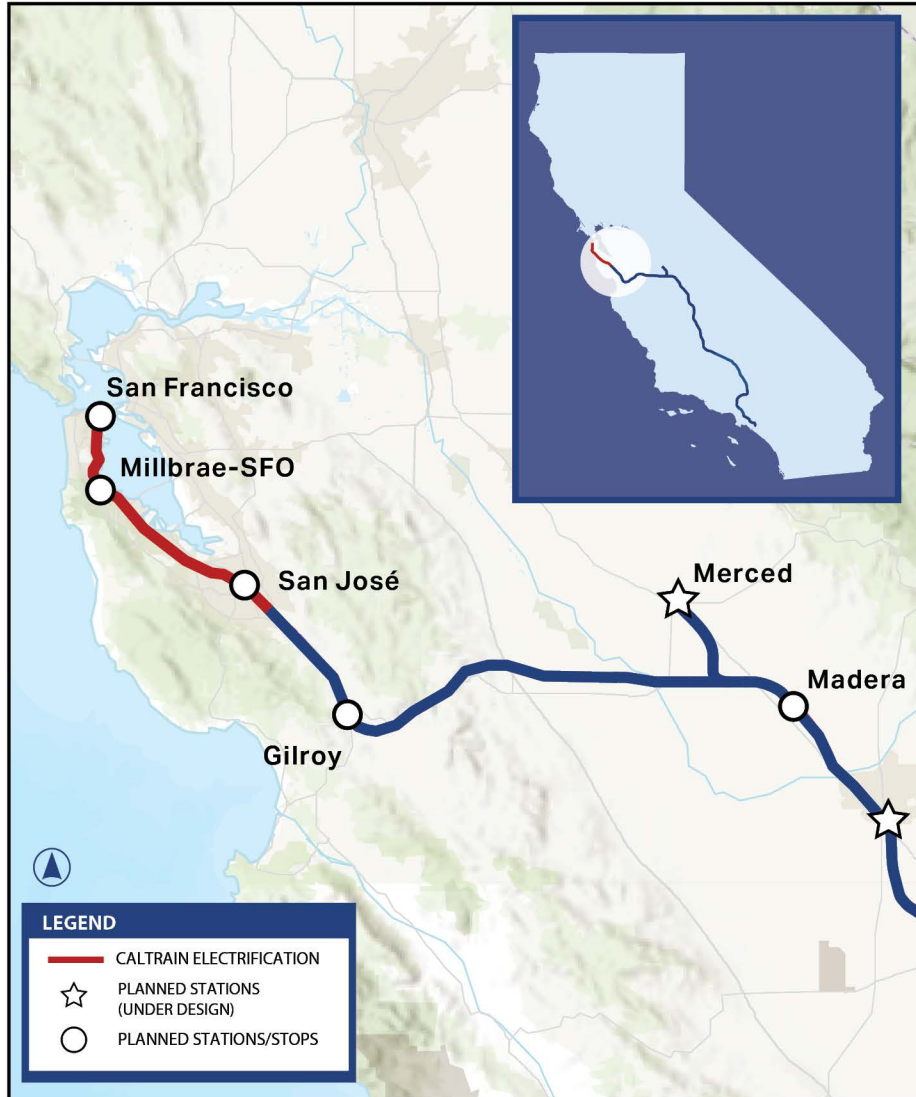 San Francisco
Millbrae-SFO
San José
Merced
Madera
Gilroy
LEGEND
CALTRAIN ELECTRIFICATION
PLANNED STATIONS
(UNDER DESIGN)
PLANNED STATIONS/STOPS